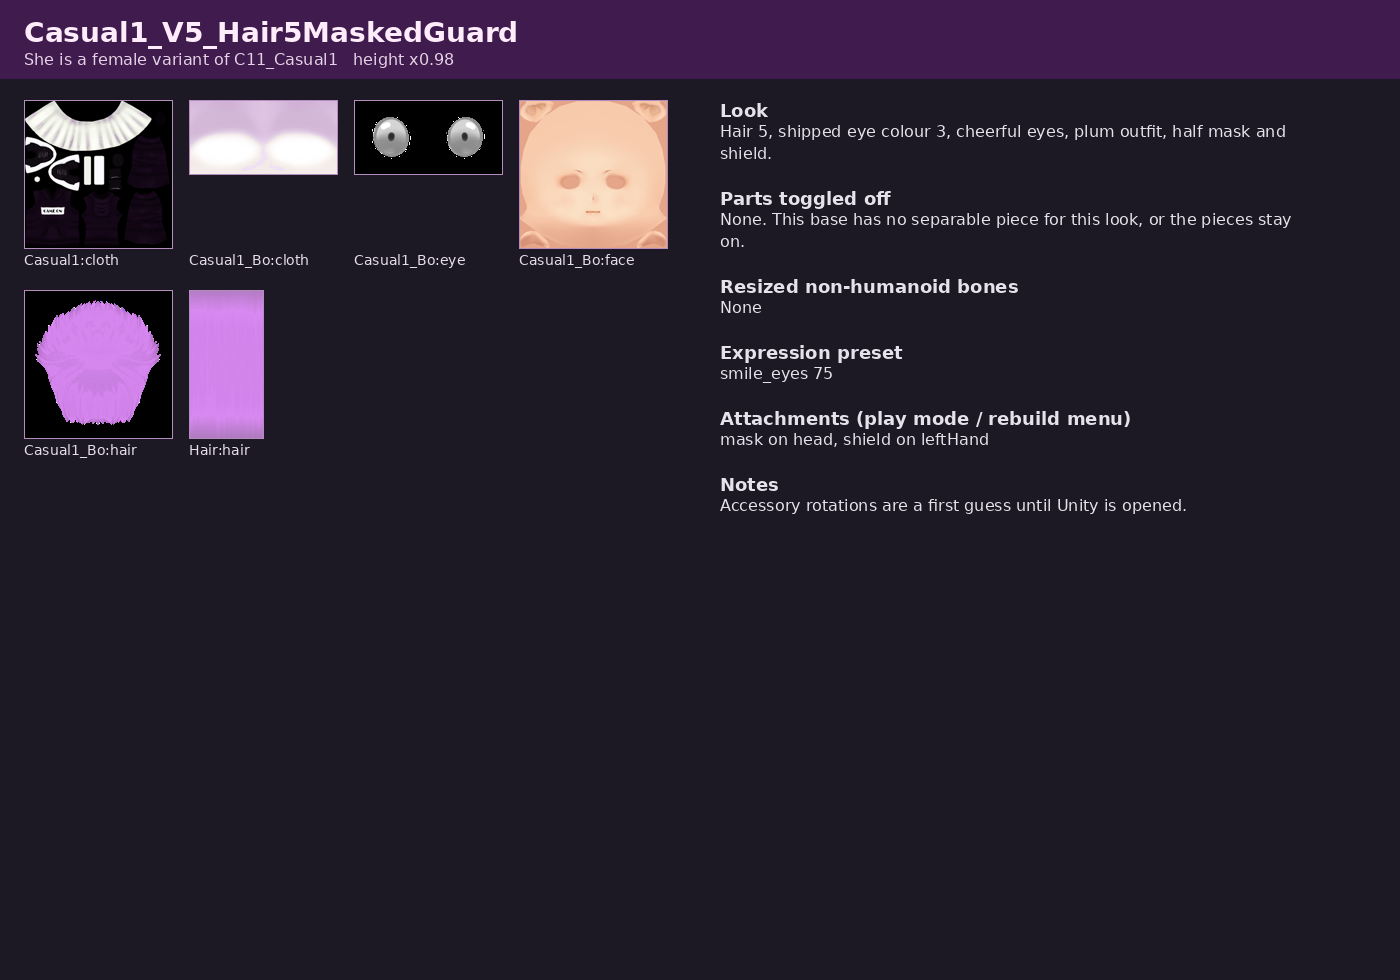 Casual1_V5_Hair5MaskedGuard
She is a female variant of C11_Casual1   height x0.98
Casual1:cloth
Casual1_Bo:cloth
Casual1_Bo:eye
Casual1_Bo:face
Casual1_Bo:hair
Hair:hair
Look
Hair 5, shipped eye colour 3, cheerful eyes, plum outfit, half mask and
shield.
Parts toggled off
None. This base has no separable piece for this look, or the pieces stay
on.
Resized non-humanoid bones
None
Expression preset
smile_eyes 75
Attachments (play mode / rebuild menu)
mask on head, shield on leftHand
Notes
Accessory rotations are a first guess until Unity is opened.